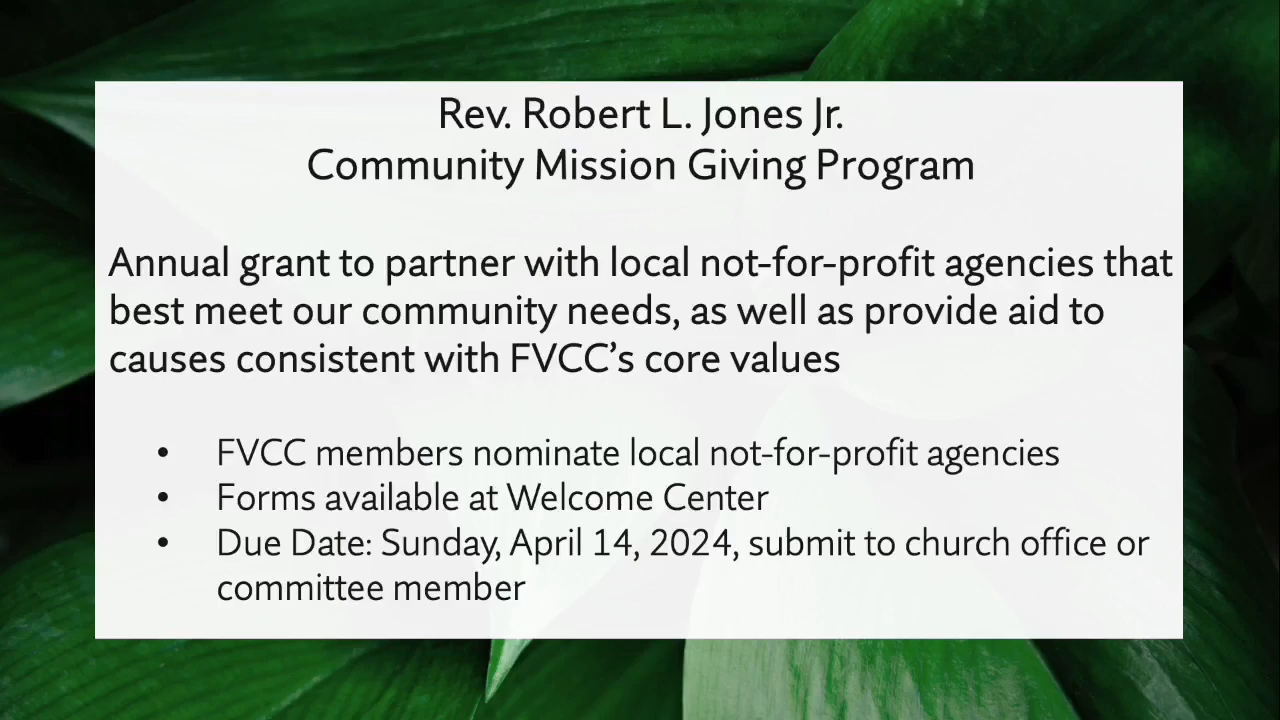 Rev. Robert L. Jones Jr.
Community Mission Giving Program
Annual grant to partner with local not-for-profit agencies that
best meet our community needs, as well as provide aid to
causes consistent with FVCC’s core values
• FVCC members nominate local not-for-profit agencies
• Forms available at Welcome Center
• Due Date: Sunday, April 14, 2024, submit to church office or
committee member